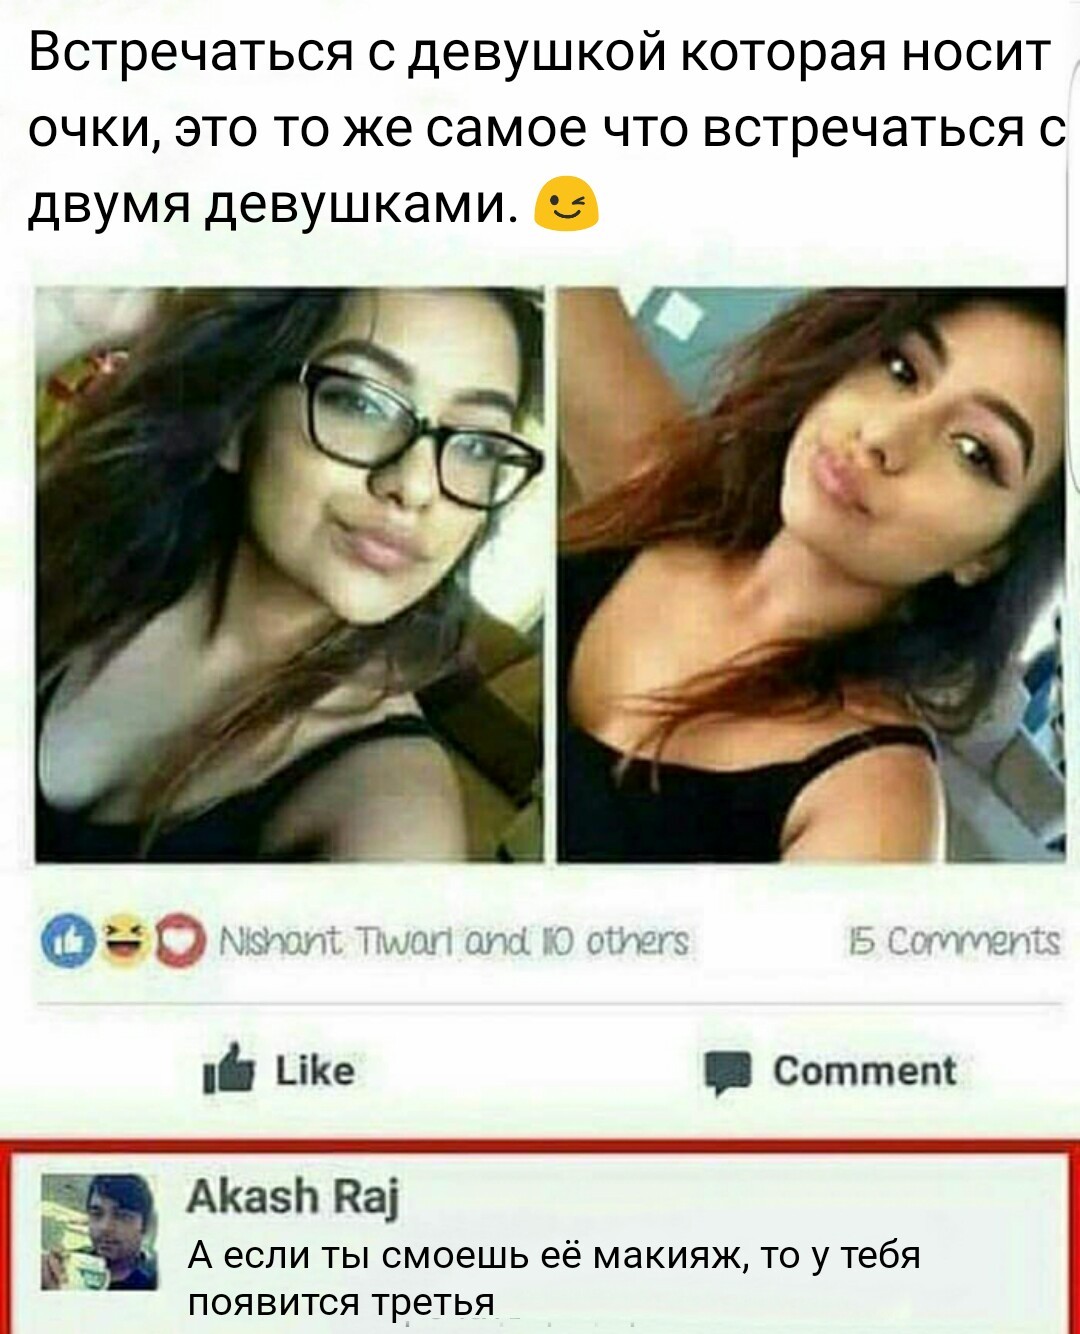 Встречаться с девушкой которая носит
очки, это то же самое что встречаться с
двумя девушками. 😉
Nishant Tiwari and 110 others 15 Comments
Like Comment
Akash Raj
А если ты смоешь её макияж, то у тебя
появится третья